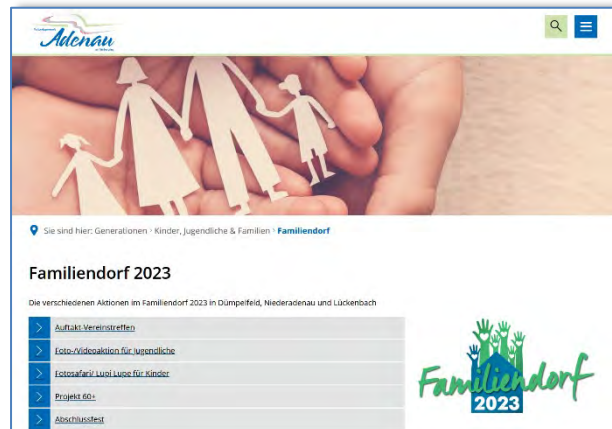 Adenau
Sie sind hier: Generationen › Kinder, Jugendliche & Familien › Familiendorf
Familiendorf 2023
Die verschiedenen Aktionen im Familiendorf 2023 in Dümpelfeld, Niederadenau und Lückenbach
Auftakt-Vereinstreffen
Foto-/Videoaktion für Jugendliche
Fotosafari/ Lupi Lupe für Kinder
Projekt 60+
Abschlussfest
Familiendorf
2023